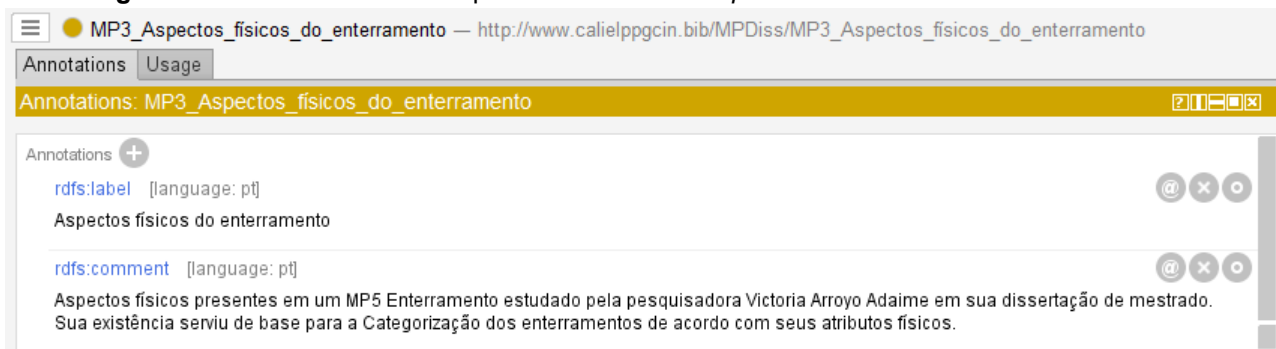 MP3_Aspectos_físicos_do_enterramento — http://www.calielppgcin.bib/MPDiss/MP3_Aspectos_físicos_do_enterramento
Annotations Usage
Annotations: MP3_Aspectos_físicos_do_enterramento
Annotations
rdfs:label [language: pt]
Aspectos físicos do enterramento
rdfs:comment [language: pt]
Aspectos físicos presentes em um MP5 Enterramento estudado pela pesquisadora Victoria Arroyo Adaime em sua dissertação de mestrado.
Sua existência serviu de base para a Categorização dos enterramentos de acordo com seus atributos físicos.